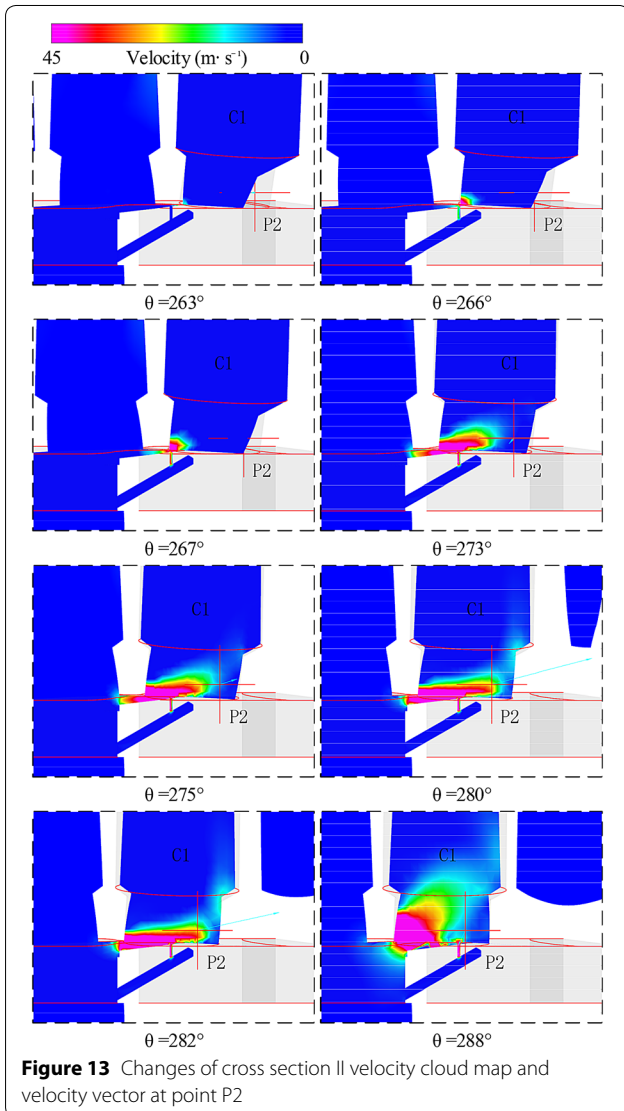 45 Velocity (m· s⁻¹) 0
C1
P2
θ =263°
C1
P2
θ =266°
C1
P2
θ =267°
C1
P2
θ =273°
C1
P2
θ =275°
C1
P2
θ =280°
C1
P2
θ =282°
C1
P2
θ =288°
Figure 13 Changes of cross section II velocity cloud map and
velocity vector at point P2